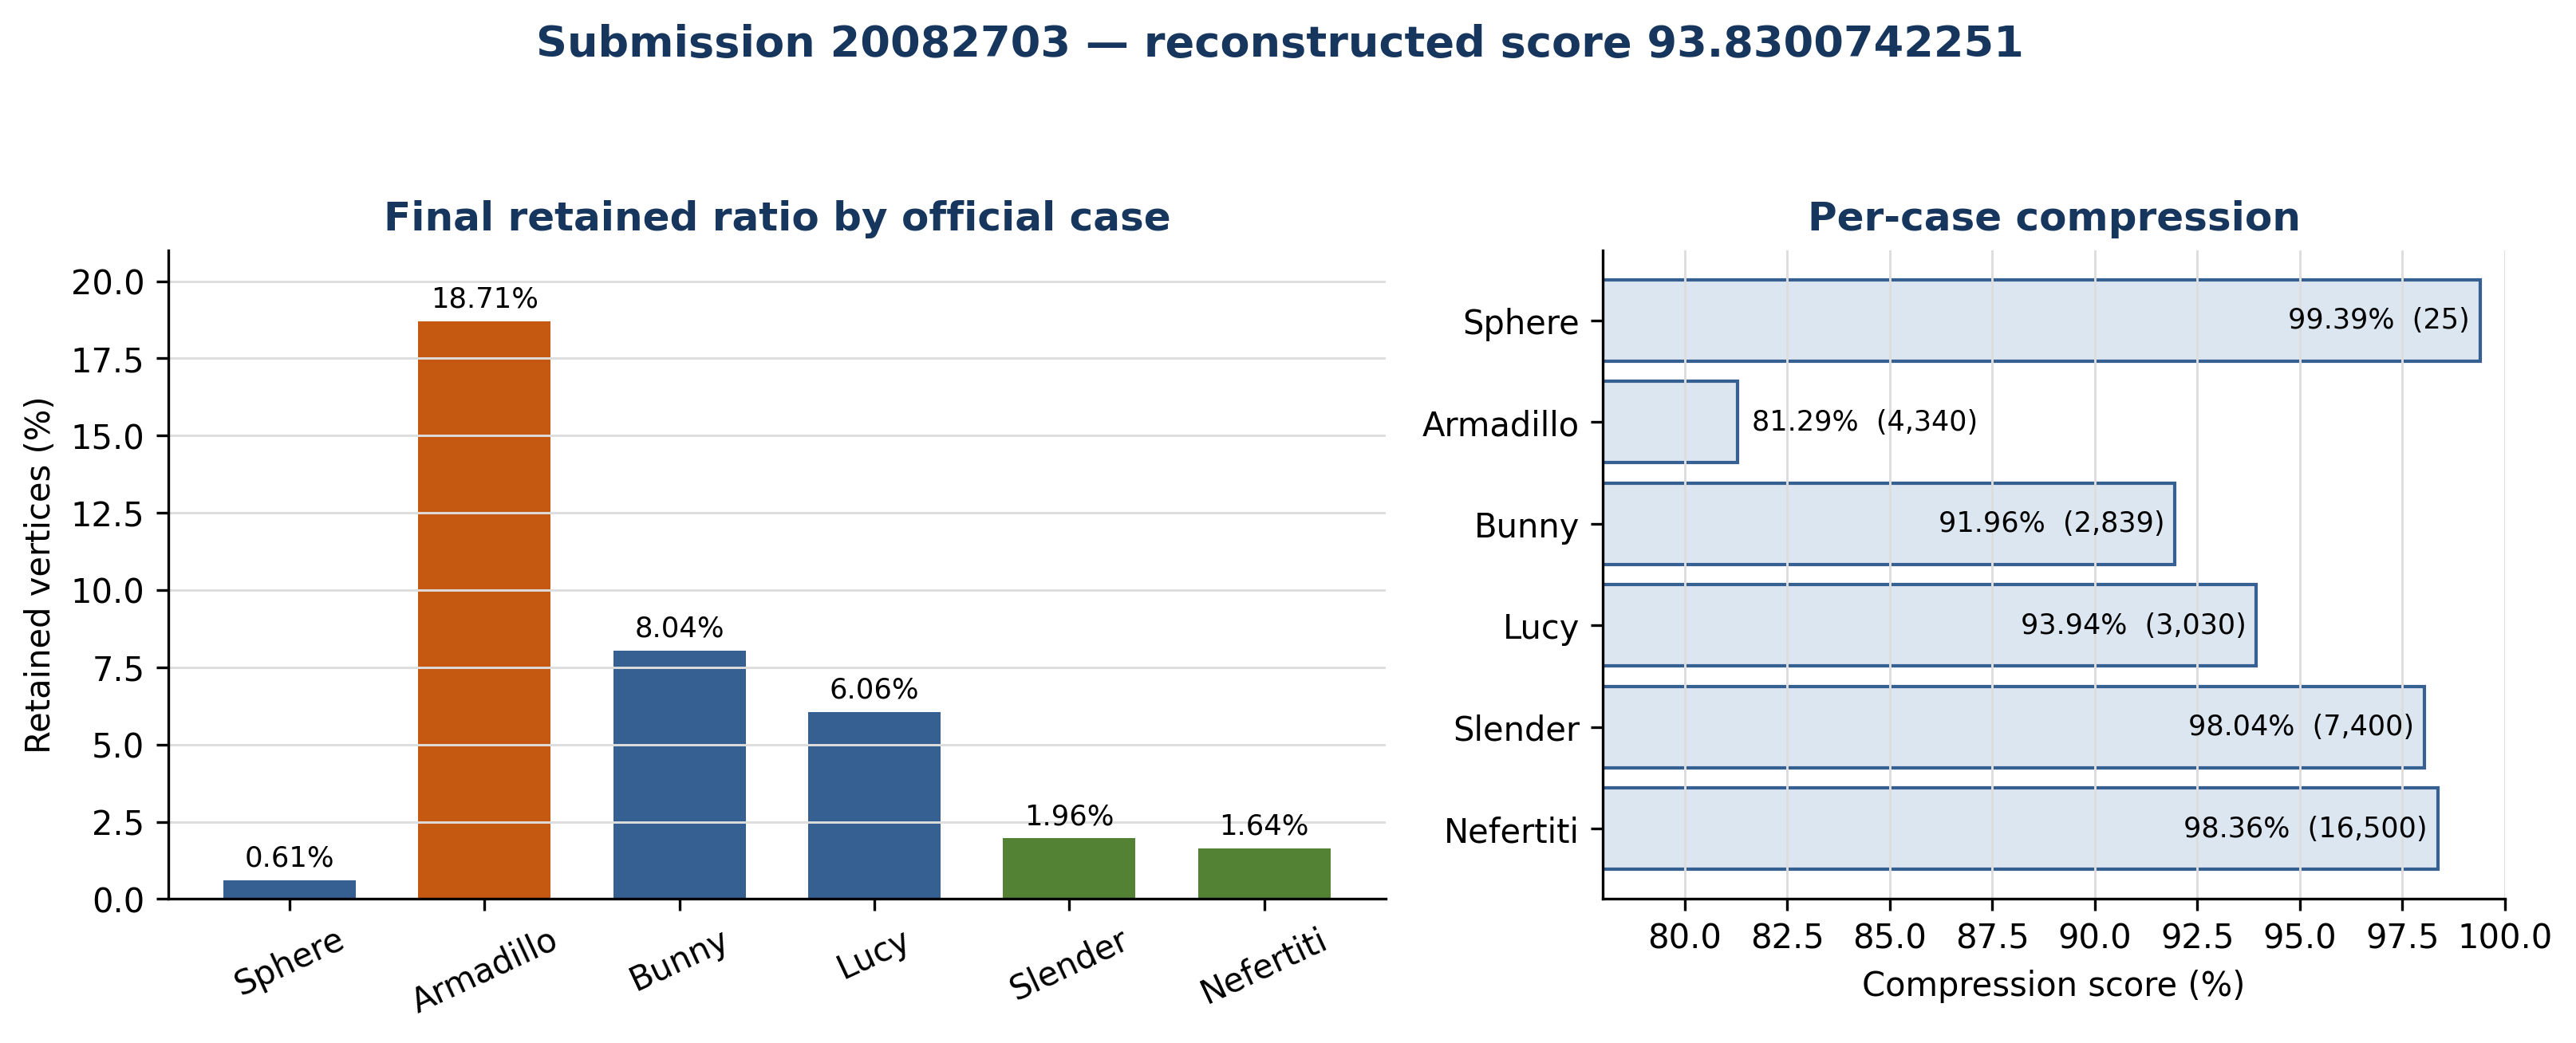 Submission 20082703 — reconstructed score 93.8300742251
Final retained ratio by official case
Retained vertices (%)
20.0
17.5
15.0
12.5
10.0
7.5
5.0
2.5
0.0
0.61%
18.71%
8.04%
6.06%
1.96%
1.64%
Sphere
Armadillo
Bunny
Lucy
Slender
Nefertiti
Per-case compression
Sphere
99.39% (25)
Armadillo
81.29% (4,340)
Bunny
91.96% (2,839)
Lucy
93.94% (3,030)
Slender
98.04% (7,400)
Nefertiti
98.36% (16,500)
80.0 82.5 85.0 87.5 90.0 92.5 95.0 97.5 100.0
Compression score (%)